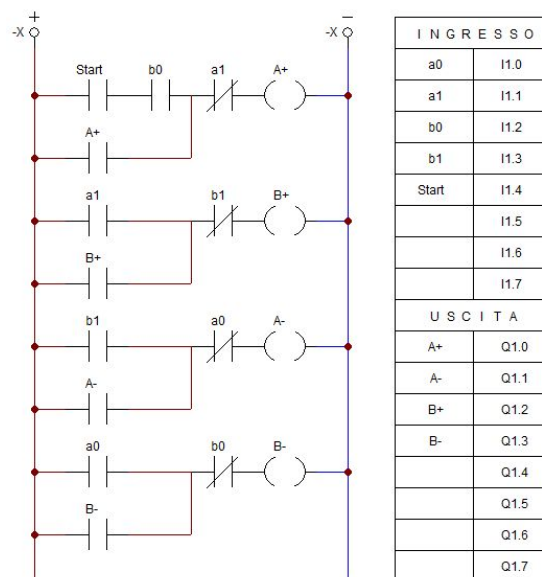 + −
-X -X
Start b0 a1 A+
A+
a1 b1 B+
B+
b1 a0 A-
A-
a0 b0 B-
B-
INGRESSO
a0 I1.0
a1 I1.1
b0 I1.2
b1 I1.3
Start I1.4
I1.5
I1.6
I1.7
USCITA
A+ Q1.0
A- Q1.1
B+ Q1.2
B- Q1.3
Q1.4
Q1.5
Q1.6
Q1.7